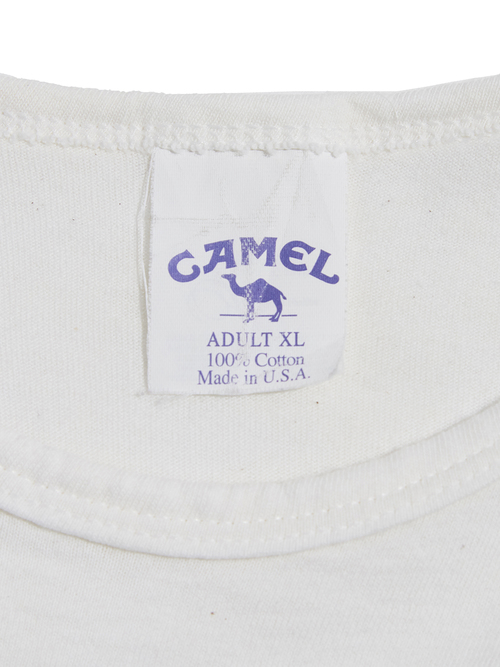 CAMEL
ADULT XL
100% Cotton
Made in U.S.A.